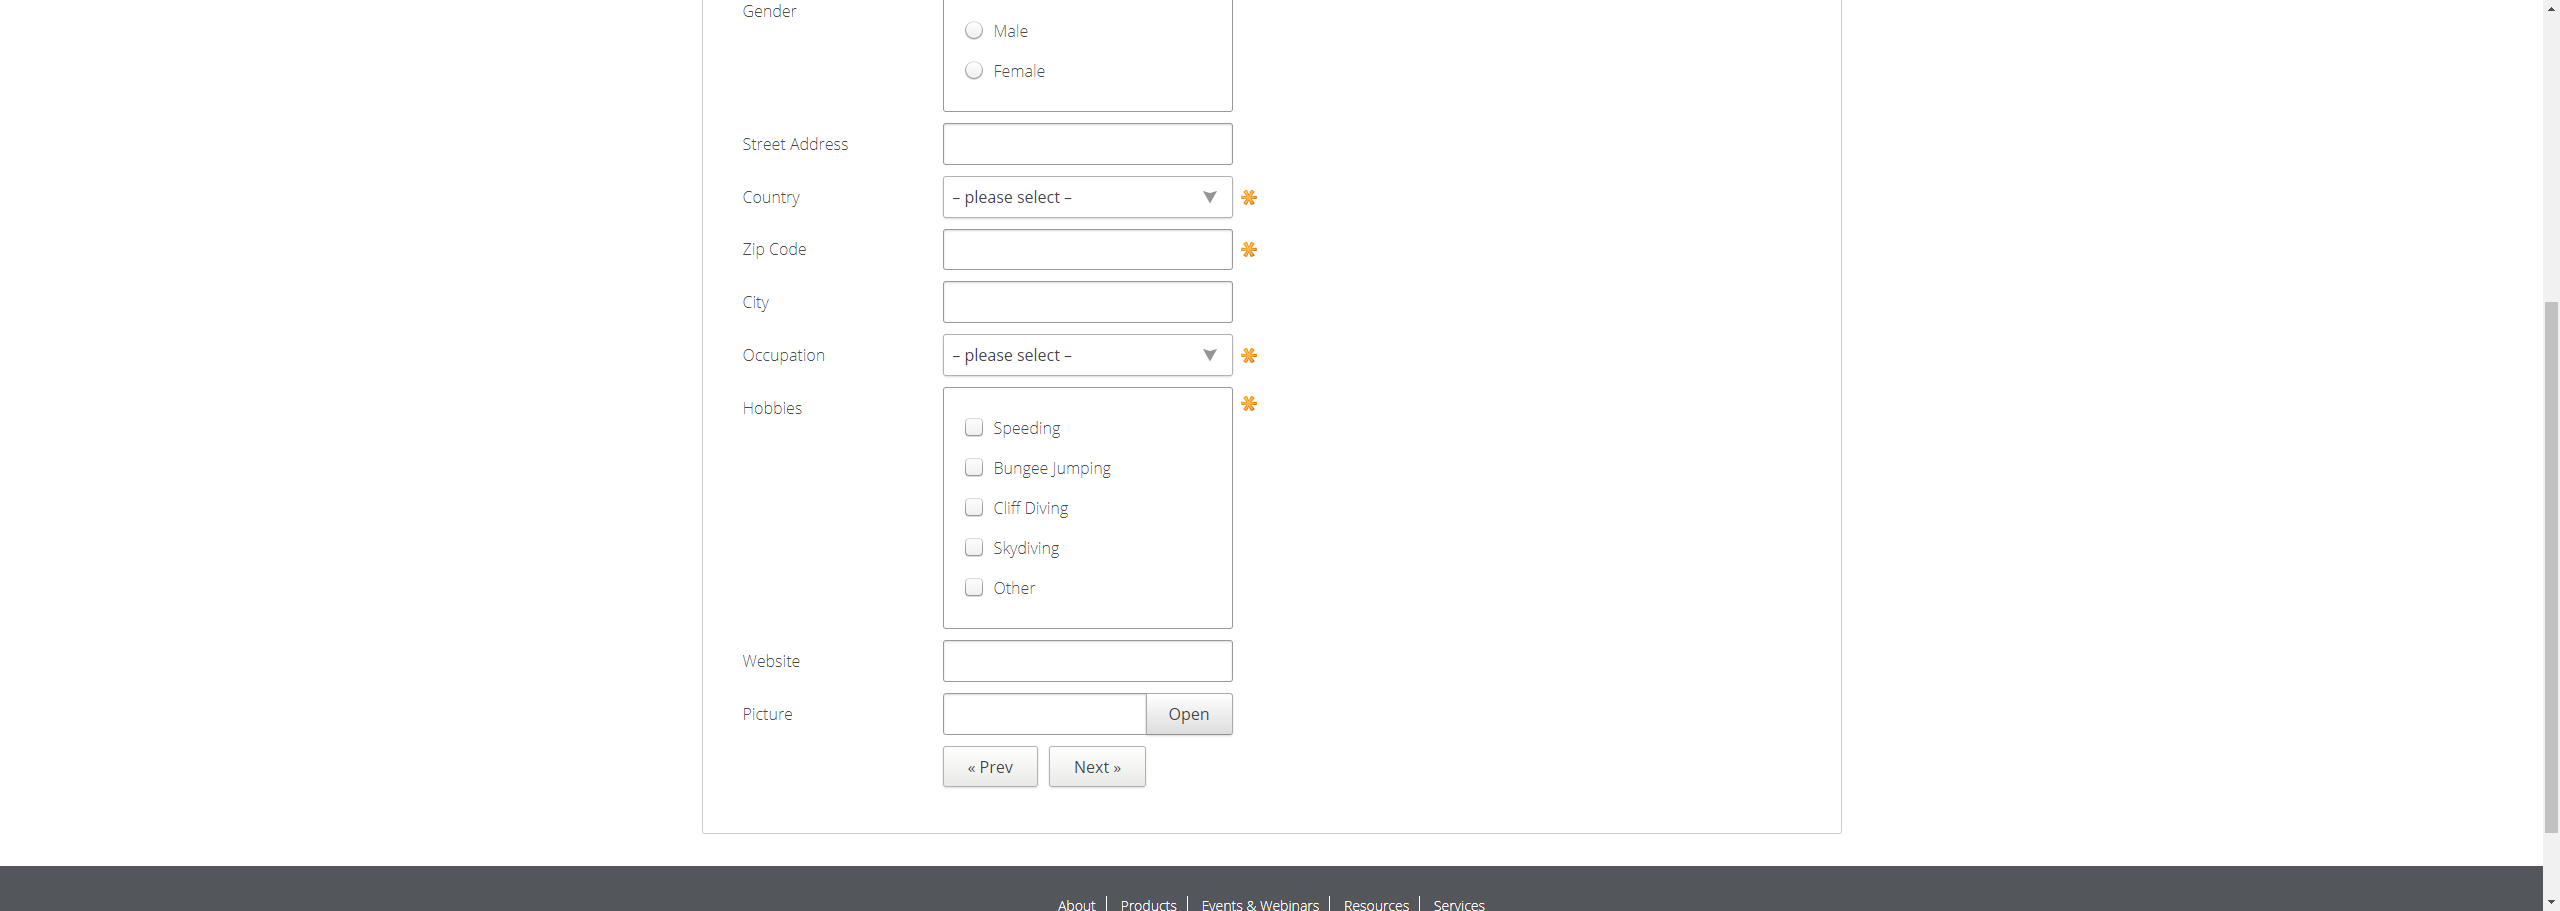 Gender
Male
Female
Street Address
Country – please select –
Zip Code
City
Occupation – please select –
Hobbies
Speeding
Bungee Jumping
Cliff Diving
Skydiving
Other
Website
Picture Open
« Prev Next »
About Products Events & Webinars Resources Services